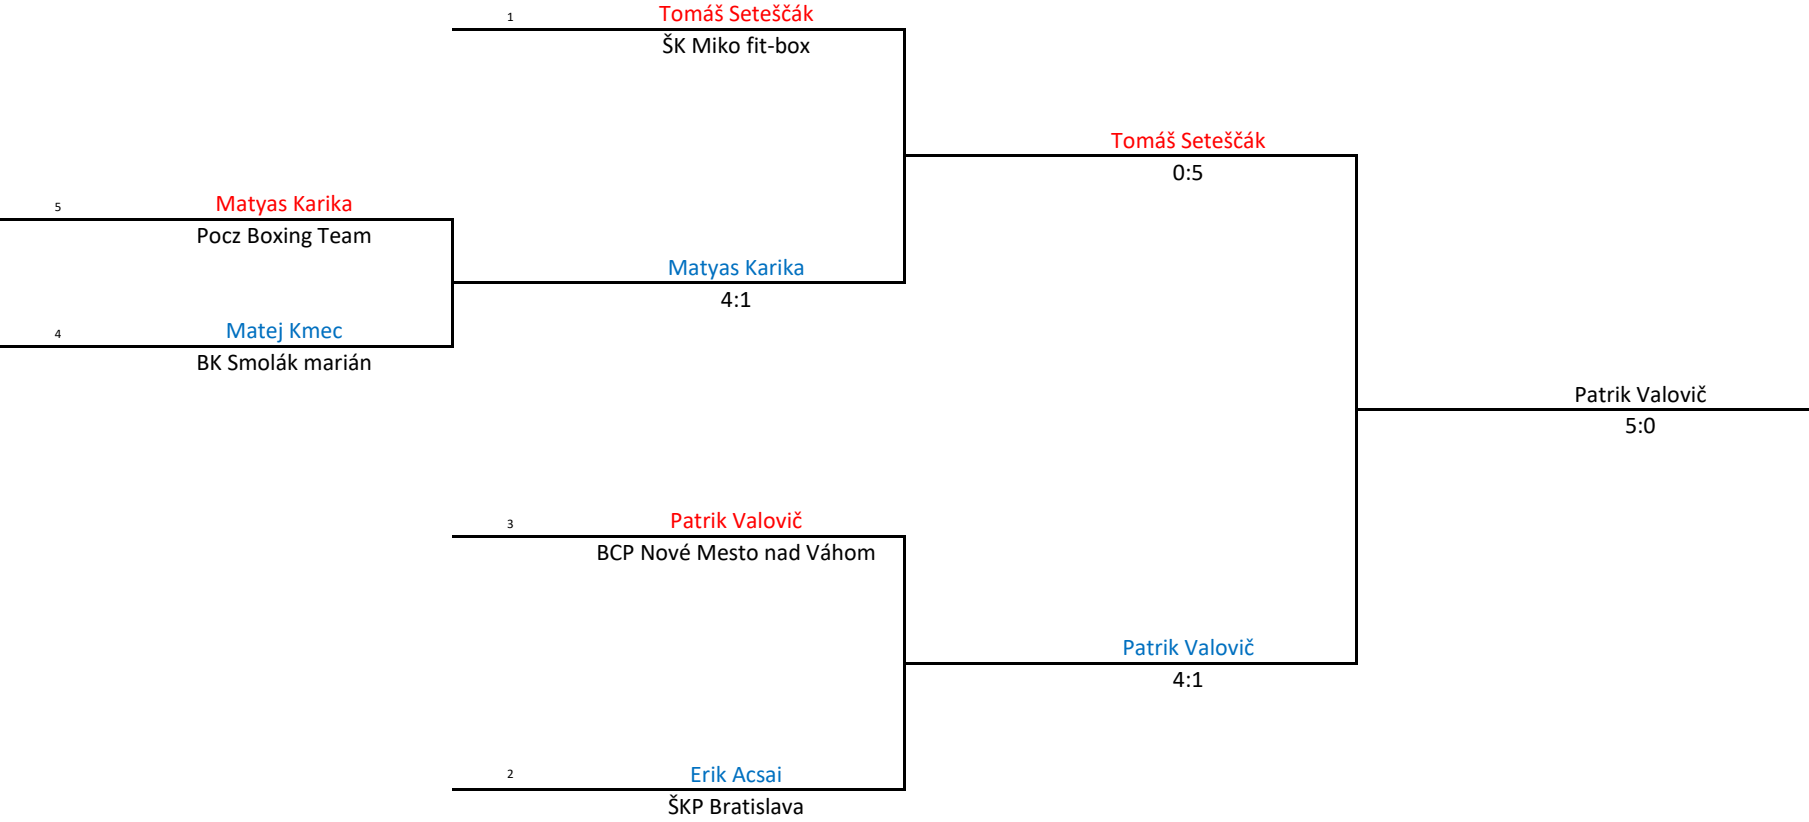 1 Tomáš Seteščák
ŠK Miko fit-box
Tomáš Seteščák
0:5
5 Matyas Karika
Pocz Boxing Team
Matyas Karika
4:1
4 Matej Kmec
BK Smolák marián
Patrik Valovič
5:0
3 Patrik Valovič
BCP Nové Mesto nad Váhom
Patrik Valovič
4:1
2 Erik Acsai
ŠKP Bratislava